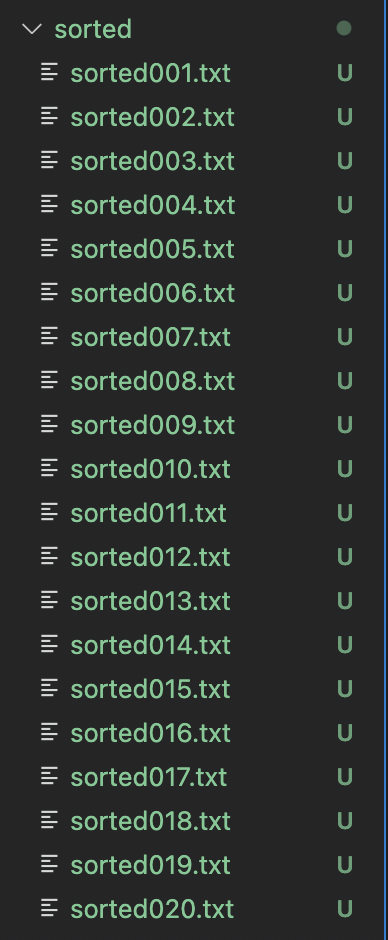 sorted
sorted001.txt U
sorted002.txt U
sorted003.txt U
sorted004.txt U
sorted005.txt U
sorted006.txt U
sorted007.txt U
sorted008.txt U
sorted009.txt U
sorted010.txt U
sorted011.txt U
sorted012.txt U
sorted013.txt U
sorted014.txt U
sorted015.txt U
sorted016.txt U
sorted017.txt U
sorted018.txt U
sorted019.txt U
sorted020.txt U